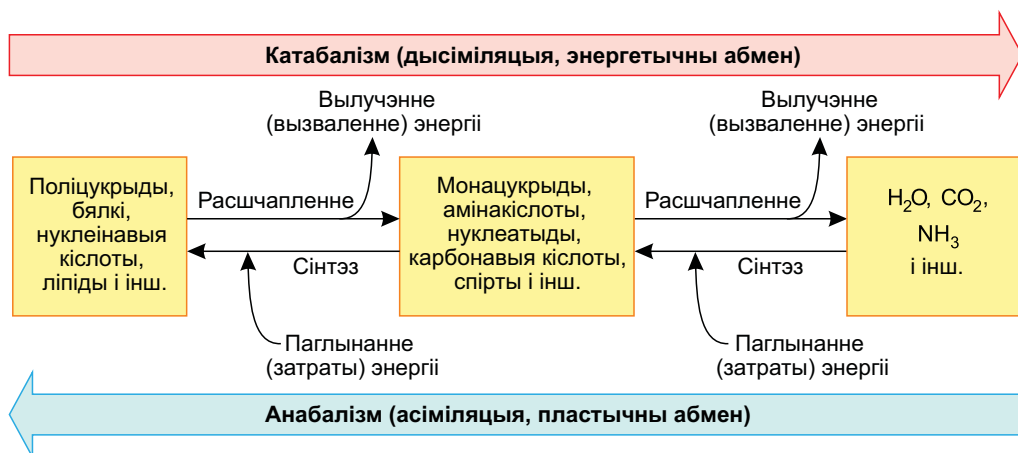 Катабалізм (дысіміляцыя, энергетычны абмен)
Вылучэнне
(вызваленне) энергіі
Вылучэнне
(вызваленне) энергіі
Поліцукрыды,
бялкі,
нуклеінавыя
кіслоты,
ліпіды і інш.
Расшчапленне
Сінтэз
Монацукрыды,
амінакіслоты,
нуклеатыды,
карбонавыя кіслоты,
спірты і інш.
Расшчапленне
Сінтэз
H₂O, CO₂,
NH₃
і інш.
Паглынанне
(затраты) энергіі
Паглынанне
(затраты) энергіі
Анабалізм (асіміляцыя, пластычны абмен)